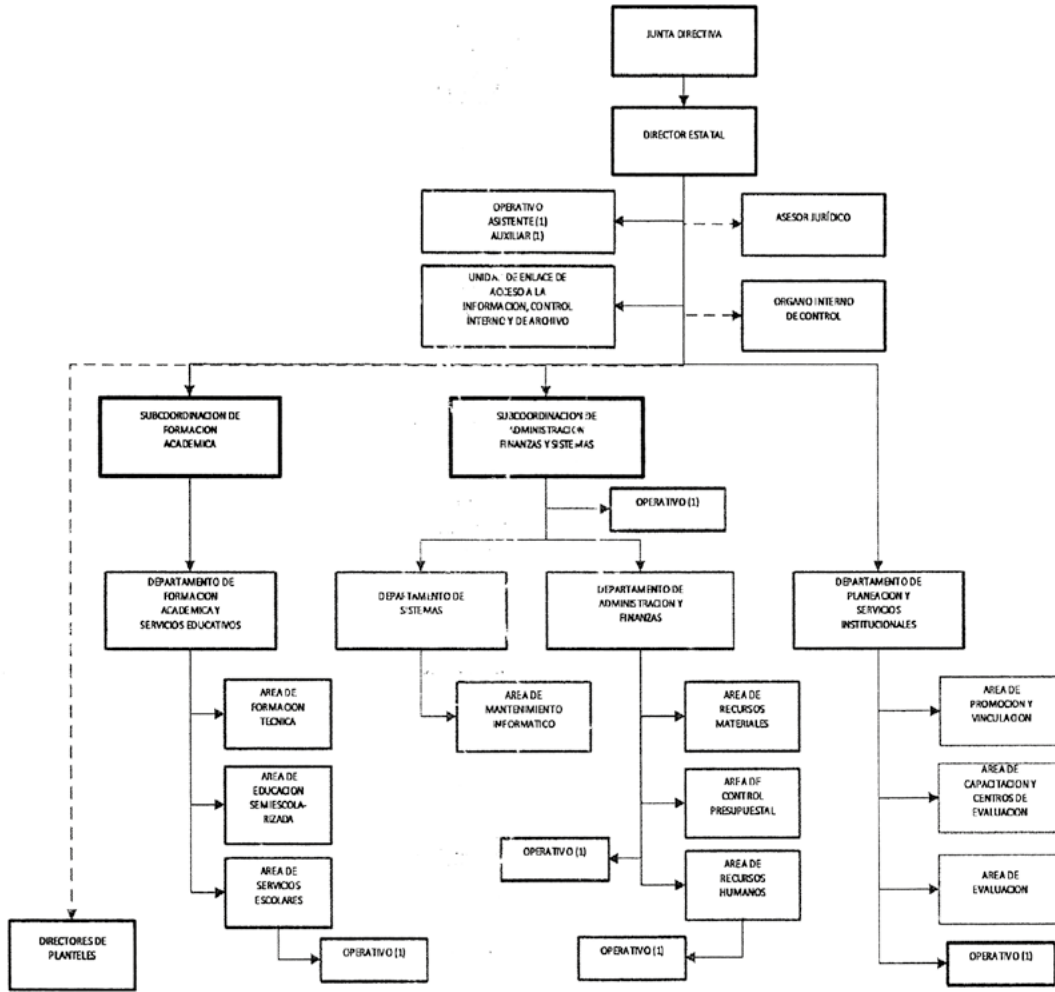 JUNTA DIRECTIVA
DIRECTOR ESTATAL
OPERATIVO
ASISTENTE (1)
AUXILIAR (1)
ASESOR JURÍDICO
UNIDAD DE ENLACE DE
ACCESO A LA
INFORMACION, CONTROL
INTERNO Y DE ARCHIVO
ORGANO INTERNO
DE CONTROL
SUBCOORDINACION DE
FORMACION
ACADEMICA
SUBCOORDINACION DE
ADMINISTRACION
FINANZAS Y SISTEMAS
OPERATIVO (1)
DEPARTAMENTO DE
FORMACION
ACADEMICA Y
SERVICIOS EDUCATIVOS
DEPARTAMENTO DE
SISTEMAS
DEPARTAMENTO DE
ADMINISTRACION Y
FINANZAS
DEPARTAMENTO DE
PLANEACION Y
SERVICIOS
INSTITUCIONALES
AREA DE
FORMACION
TECNICA
AREA DE
MANTENIMIENTO
INFORMATICO
AREA DE
RECURSOS
MATERIALES
AREA DE
PROMOCION Y
VINCULACION
AREA DE
EDUCACION
SEMIESCOLA-
RIZADA
AREA DE
CONTROL
PRESUPUESTAL
AREA DE
CAPACITACION Y
CENTROS DE
EVALUACION
OPERATIVO (1)
AREA DE
SERVICIOS
ESCOLARES
AREA DE
RECURSOS
HUMANOS
AREA DE
EVALUACION
DIRECTORES DE
PLANTELES
OPERATIVO (1)
OPERATIVO (1)
OPERATIVO (1)